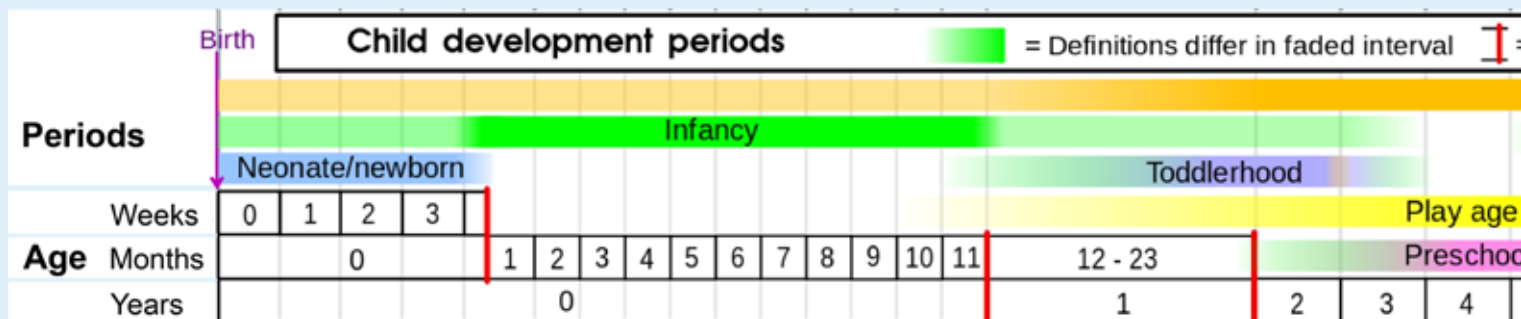 Birth
Child development periods
= Definitions differ in faded interval
=
Periods
Infancy
Neonate/newborn
Toddlerhood
Weeks 0 1 2 3
Play age
Age Months 0 1 2 3 4 5 6 7 8 9 10 11 12 - 23
Preschoo
Years 0 1 2 3 4